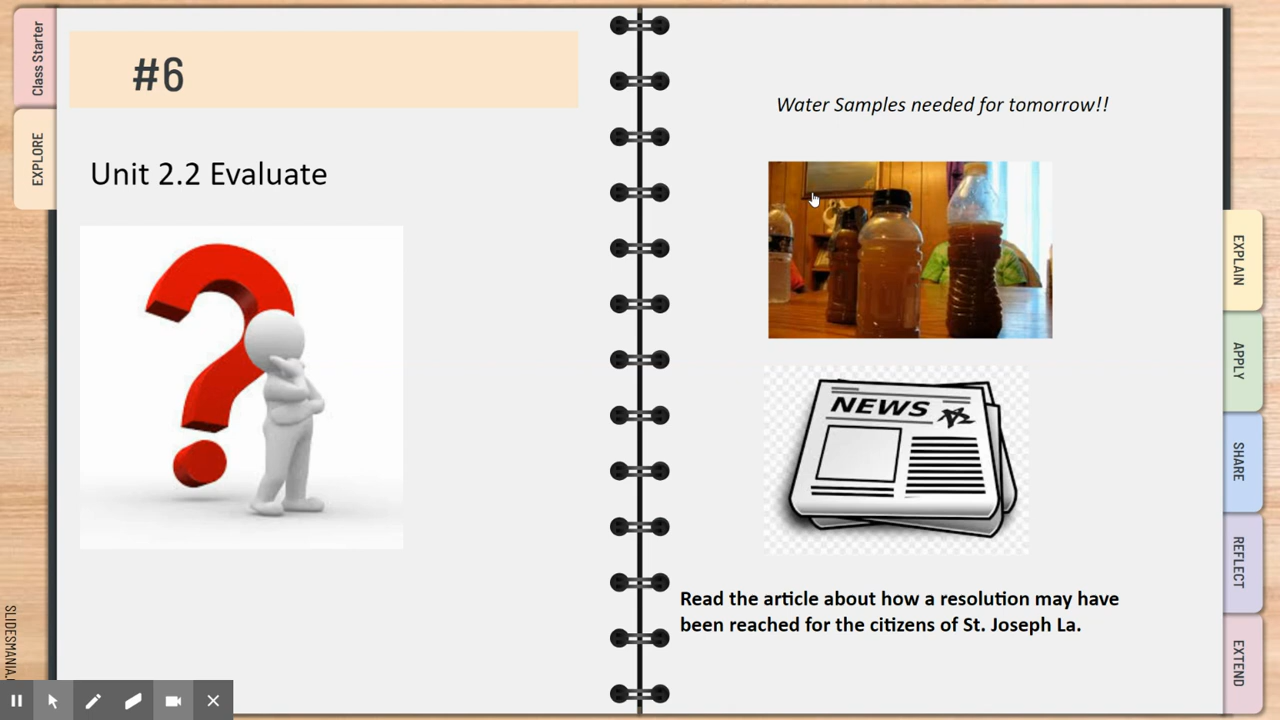 Class Starter
EXPLORE
#6
Unit 2.2 Evaluate
Water Samples needed for tomorrow!!
NEWS
Read the article about how a resolution may have
been reached for the citizens of St. Joseph La.
EXPLAIN
APPLY
SHARE
REFLECT
EXTEND
SLIDESMANIA.